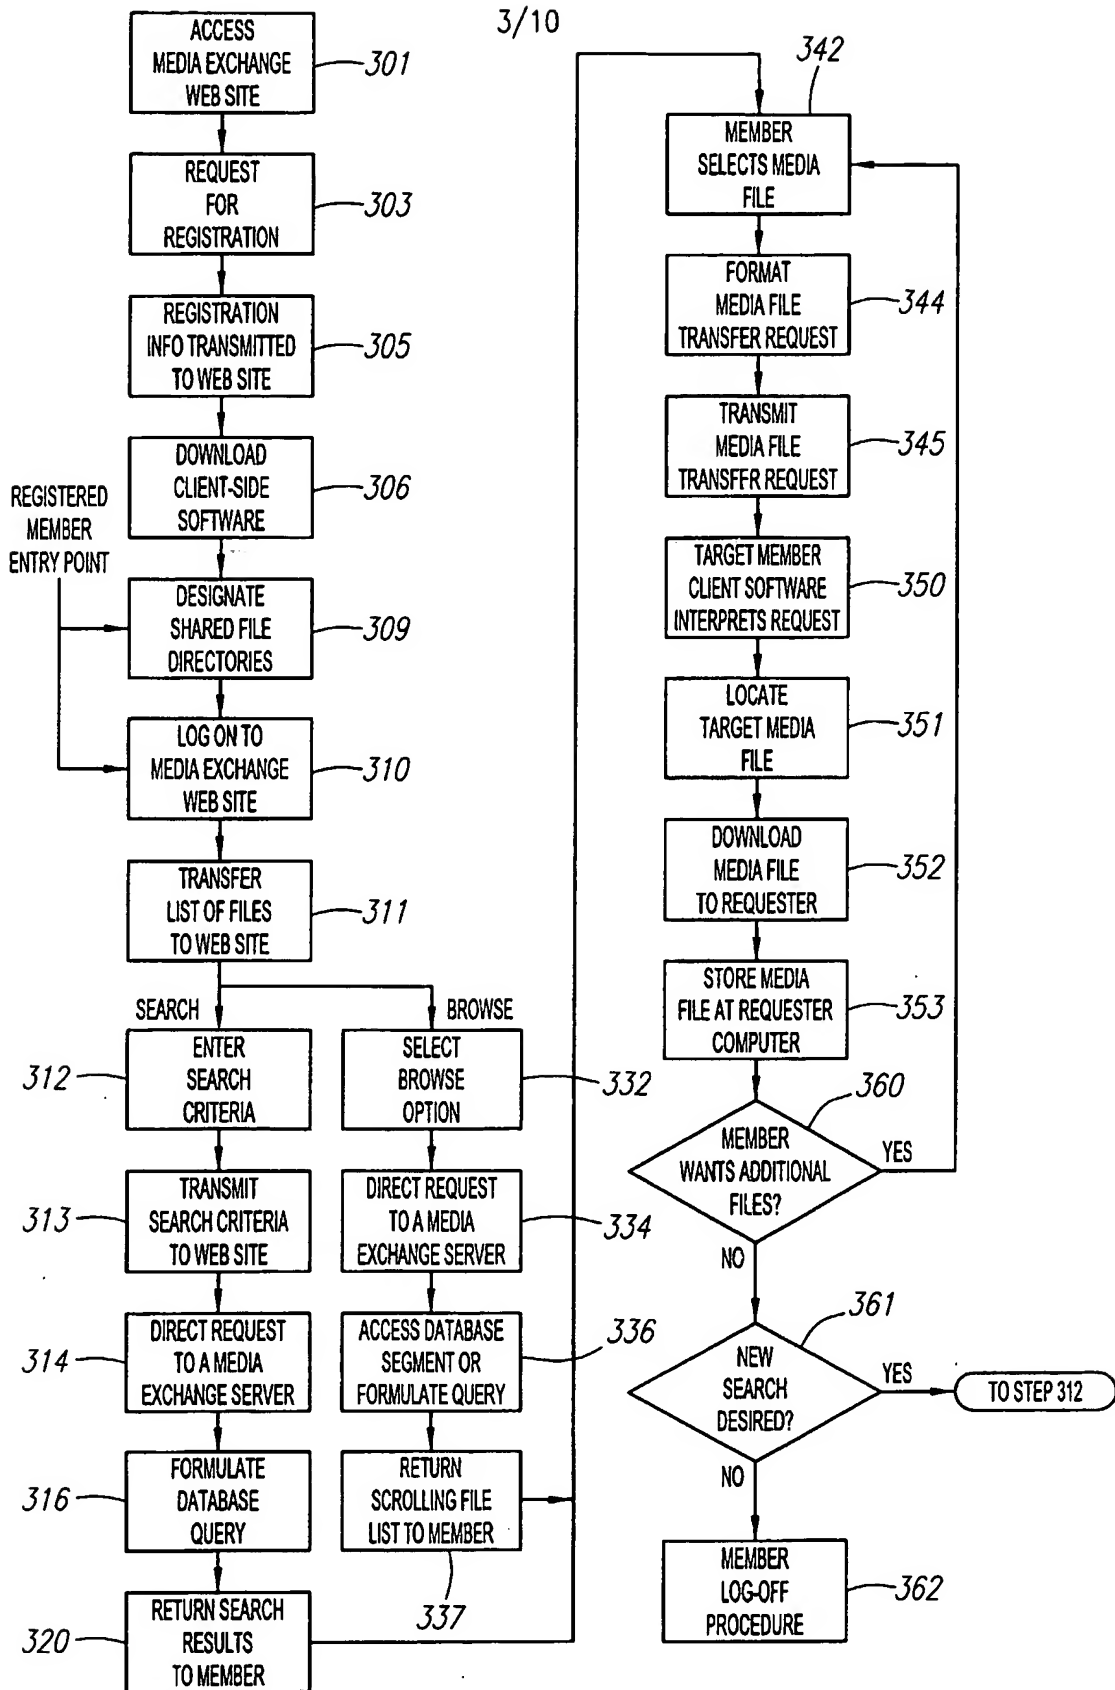 3/10
ACCESS
MEDIA EXCHANGE
WEB SITE
301
REQUEST
FOR
REGISTRATION
303
REGISTRATION
INFO TRANSMITTED
TO WEB SITE
305
DOWNLOAD
CLIENT-SIDE
SOFTWARE
306
REGISTERED
MEMBER
ENTRY POINT
DESIGNATE
SHARED FILE
DIRECTORIES
309
LOG ON TO
MEDIA EXCHANGE
WEB SITE
310
TRANSFER
LIST OF FILES
TO WEB SITE
311
SEARCH
ENTER
SEARCH
CRITERIA
312
TRANSMIT
SEARCH CRITERIA
TO WEB SITE
313
DIRECT REQUEST
TO A MEDIA
EXCHANGE SERVER
314
FORMULATE
DATABASE
QUERY
316
RETURN SEARCH
RESULTS
TO MEMBER
320
BROWSE
SELECT
BROWSE
OPTION
332
DIRECT REQUEST
TO A MEDIA
EXCHANGE SERVER
334
ACCESS DATABASE
SEGMENT OR
FORMULATE QUERY
336
RETURN
SCROLLING FILE
LIST TO MEMBER
337
342
MEMBER
SELECTS MEDIA
FILE
FORMAT
MEDIA FILE
TRANSFER REQUEST
344
TRANSMIT
MEDIA FILE
TRANSFER REQUEST
345
TARGET MEMBER
CLIENT SOFTWARE
INTERPRETS REQUEST
350
LOCATE
TARGET MEDIA
FILE
351
DOWNLOAD
MEDIA FILE
TO REQUESTER
352
STORE MEDIA
FILE AT REQUESTER
COMPUTER
353
360
MEMBER
WANTS ADDITIONAL
FILES?
YES
NO
361
NEW
SEARCH
DESIRED?
YES
TO STEP 312
NO
MEMBER
LOG-OFF
PROCEDURE
362